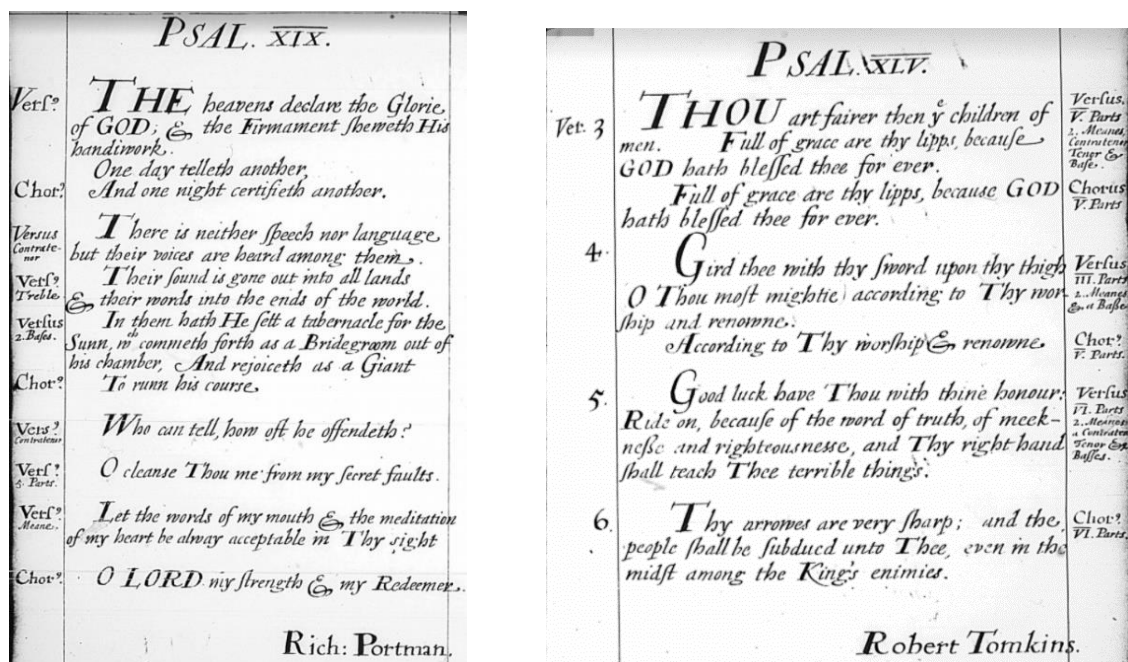 PSAL. XIX.
Verſ? THE heavens declare the Glorie
of GOD; & the Firmament ſheweth His
handiwork.
One day telleth another,
Chor? And one night certifieth another.
Versus There is neither ſpeech nor language,
Contrate-
nor but their voices are heard among them.
Verſ? Their ſound is gone out into all lands
Treble. & their words into the ends of the world.
Verſus In them hath He ſett a tabernacle for the
2. Baſes. Sunn, wch commeth forth as a Bridegroom out of
his chamber, And rejoiceth as a Giant
Chor? To runn his course
Vers? Who can tell, how oft he offendeth?
Contratenor
Verſ? O cleanse Thou me from my ſecret faults.
5. Parts.
Verſ? Let the words of my mouth & the meditation
Meane. of my heart be alway acceptable in Thy sight
Chor? O LORD my ſtrength & my Redeemer.
Rich: Portman.
PSAL. XLV.
Ver. 3 THOU art fairer then ye children of Verſus.
men. Full of grace are thy lipps, becauſe V. Parts
2. Meanes,
Contratenor
Tenor &
Baſe.
GOD hath bleſſed thee for ever.
Full of grace are thy lipps, because GOD Chorus
hath bleſſed thee for ever. V. Parts
4. Gird thee with thy ſword upon thy thigh Verſus
O Thou moſt mightie according to Thy wor- III. Parts
2. Meanes
& a Baſſe
ſhip and renowne.
According to Thy worſhip & renowne Chor?
V. Parts.
5. Good luck have Thou with thine honour: Verſus
Ride on, becauſe of the word of truth, of meek- VI. Parts
2. Meanes
a Contraten
Tenor &
Baſſes.
neſſe and righteousnesse, and Thy right hand
ſhall teach Thee terrible things.
6. Thy arrowes are very ſharp; and the Chor?
people ſhall be ſubdued unto Thee, even in the VI. Parts.
midſt among the King's enimies.
Robert Tomkins.